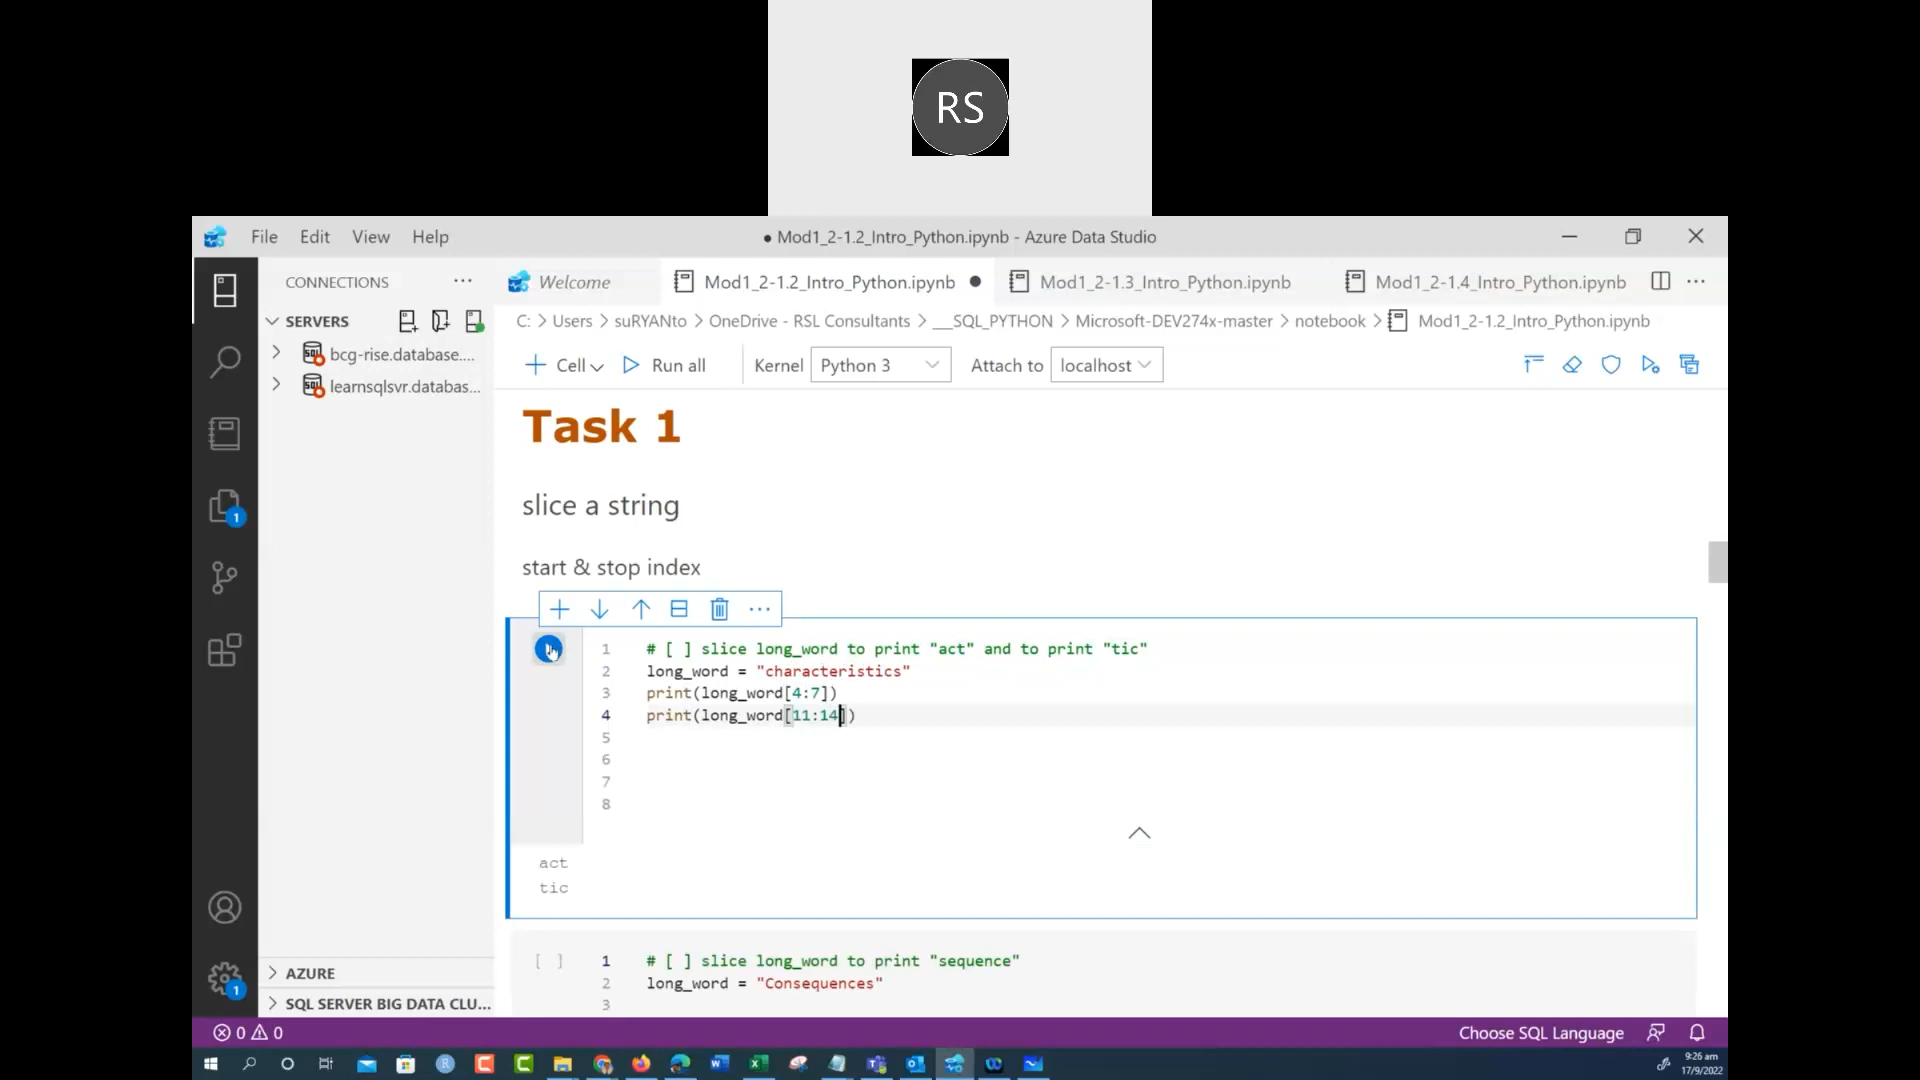 RS
File Edit View Help
● Mod1_2-1.2_Intro_Python.ipynb - Azure Data Studio
CONNECTIONS ...
Welcome
Mod1_2-1.2_Intro_Python.ipynb
Mod1_2-1.3_Intro_Python.ipynb
Mod1_2-1.4_Intro_Python.ipynb
SERVERS
C: > Users > suRYANto > OneDrive - RSL Consultants > __SQL_PYTHON > Microsoft-DEV274x-master > notebook > Mod1_2-1.2_Intro_Python.ipynb
bcg-rise.database....
learnsqlsvr.databas...
Cell Run all Kernel Python 3 Attach to localhost
Task 1
slice a string
start & stop index
1 # [ ] slice long_word to print "act" and to print "tic"
2 long_word = "characteristics"
3 print(long_word[4:7])
4 print(long_word[11:14])
5
6
7
8
act
tic
[ ] 1 # [ ] slice long_word to print "sequence"
2 long_word = "Consequences"
3
1
1
AZURE
SQL SERVER BIG DATA CLU...
0 0
Choose SQL Language
9:26 am
17/9/2022